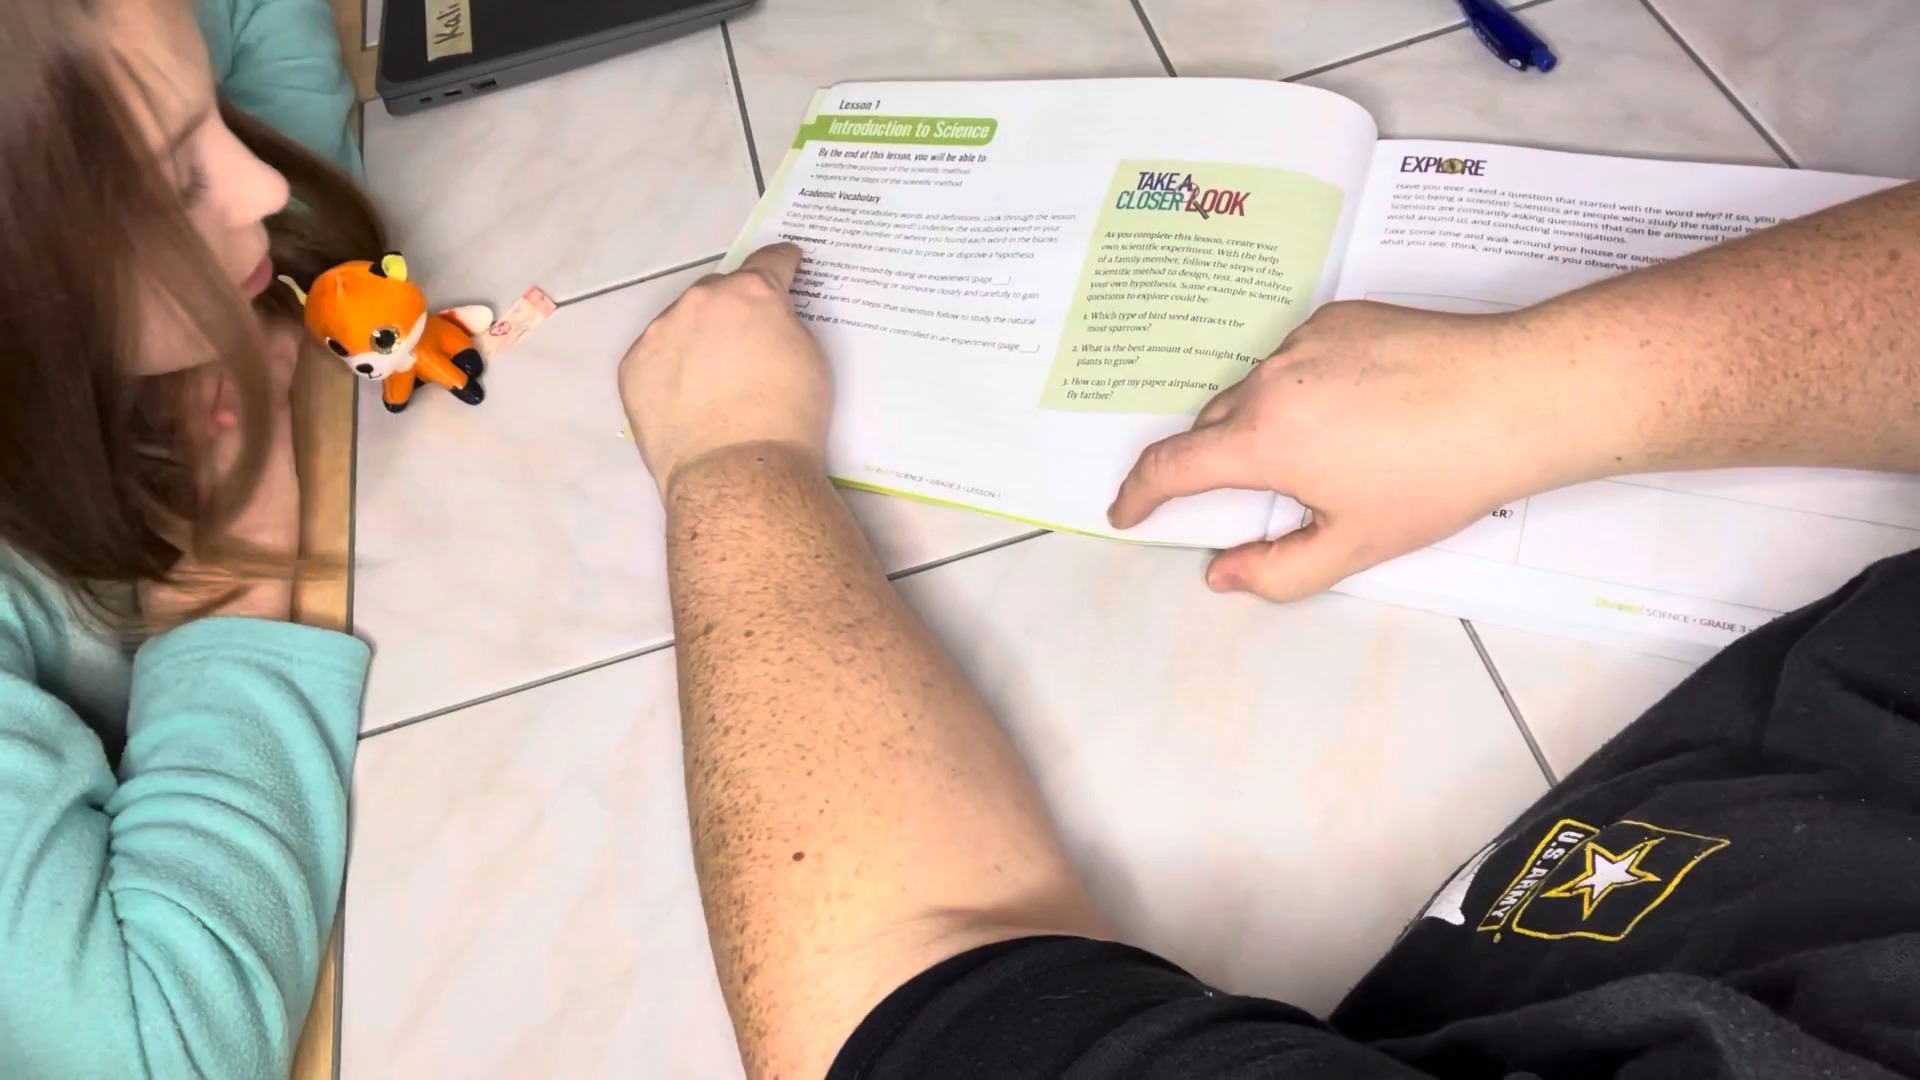 Kali
Lesson 1
Introduction to Science
By the end of this lesson, you will be able to
• identify the purpose of the scientific method
• sequence the steps of the scientific method
Academic Vocabulary
Read the following vocabulary words and definitions. Look through the lesson.
Can you find each vocabulary word? Underline the vocabulary word in your
lesson. Write the page number of where you found each word in the blanks.
• experiment: a procedure carried out to prove or disprove a hypothesis
a prediction tested by doing an experiment (page ___)
looking at something or someone closely and carefully to gain
(page ___)
method: a series of steps that scientists follow to study the natural
thing that is measured or controlled in an experiment (page ___)
TAKE A
CLOSER LOOK
As you complete this lesson, create your
own scientific experiment. With the help
of a family member, follow the steps of the
scientific method to design, test, and analyze
your own hypothesis. Some example scientific
questions to explore could be:
1. Which type of bird seed attracts the
most sparrows?
2. What is the best amount of sunlight for
plants to grow?
3. How can I get my paper airplane to
fly farther?
SCIENCE • GRADE 3 • LESSON 1
EXPLORE
Have you ever asked a question that started with the word why? If so, you
way to being a scientist! Scientists are people who study the natural
Scientists are constantly asking questions that can be answered
world around us and conducting investigations.
Take some time and walk around your house or outside
what you see, think, and wonder as you observe
ER?
SCIENCE • GRADE 3
U.S. ARMY